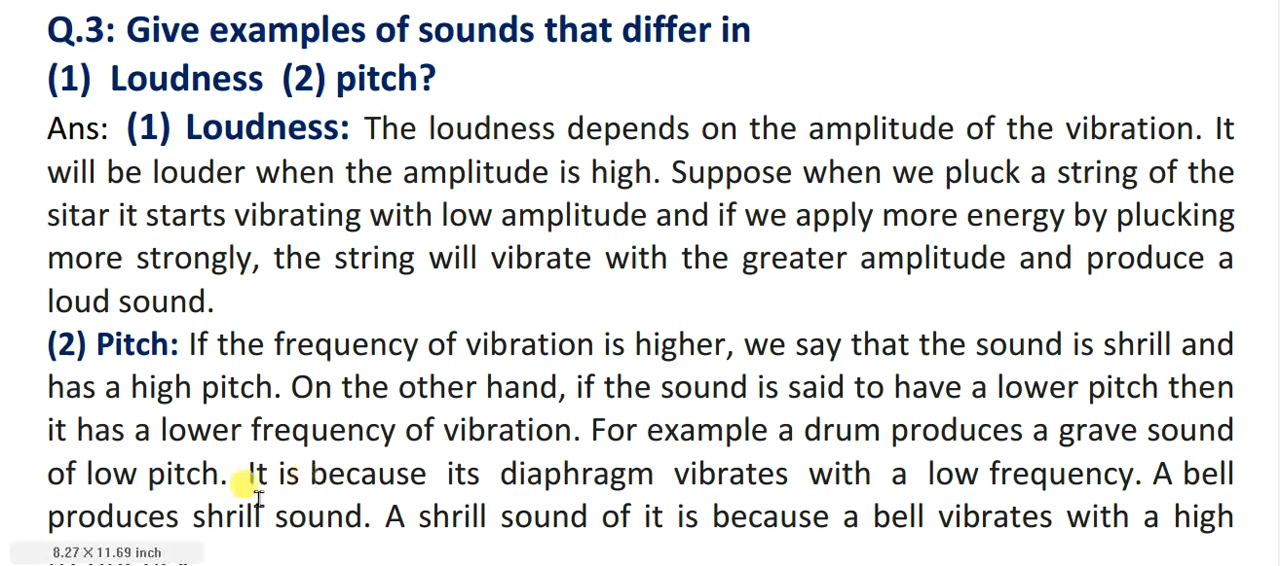 Q.3: Give examples of sounds that differ in
(1) Loudness (2) pitch?
Ans: (1) Loudness: The loudness depends on the amplitude of the vibration. It
will be louder when the amplitude is high. Suppose when we pluck a string of the
sitar it starts vibrating with low amplitude and if we apply more energy by plucking
more strongly, the string will vibrate with the greater amplitude and produce a
loud sound.
(2) Pitch: If the frequency of vibration is higher, we say that the sound is shrill and
has a high pitch. On the other hand, if the sound is said to have a lower pitch then
it has a lower frequency of vibration. For example a drum produces a grave sound
of low pitch. It is because its diaphragm vibrates with a low frequency. A bell
produces shrill sound. A shrill sound of it is because a bell vibrates with a high
8.27 X 11.69 inch